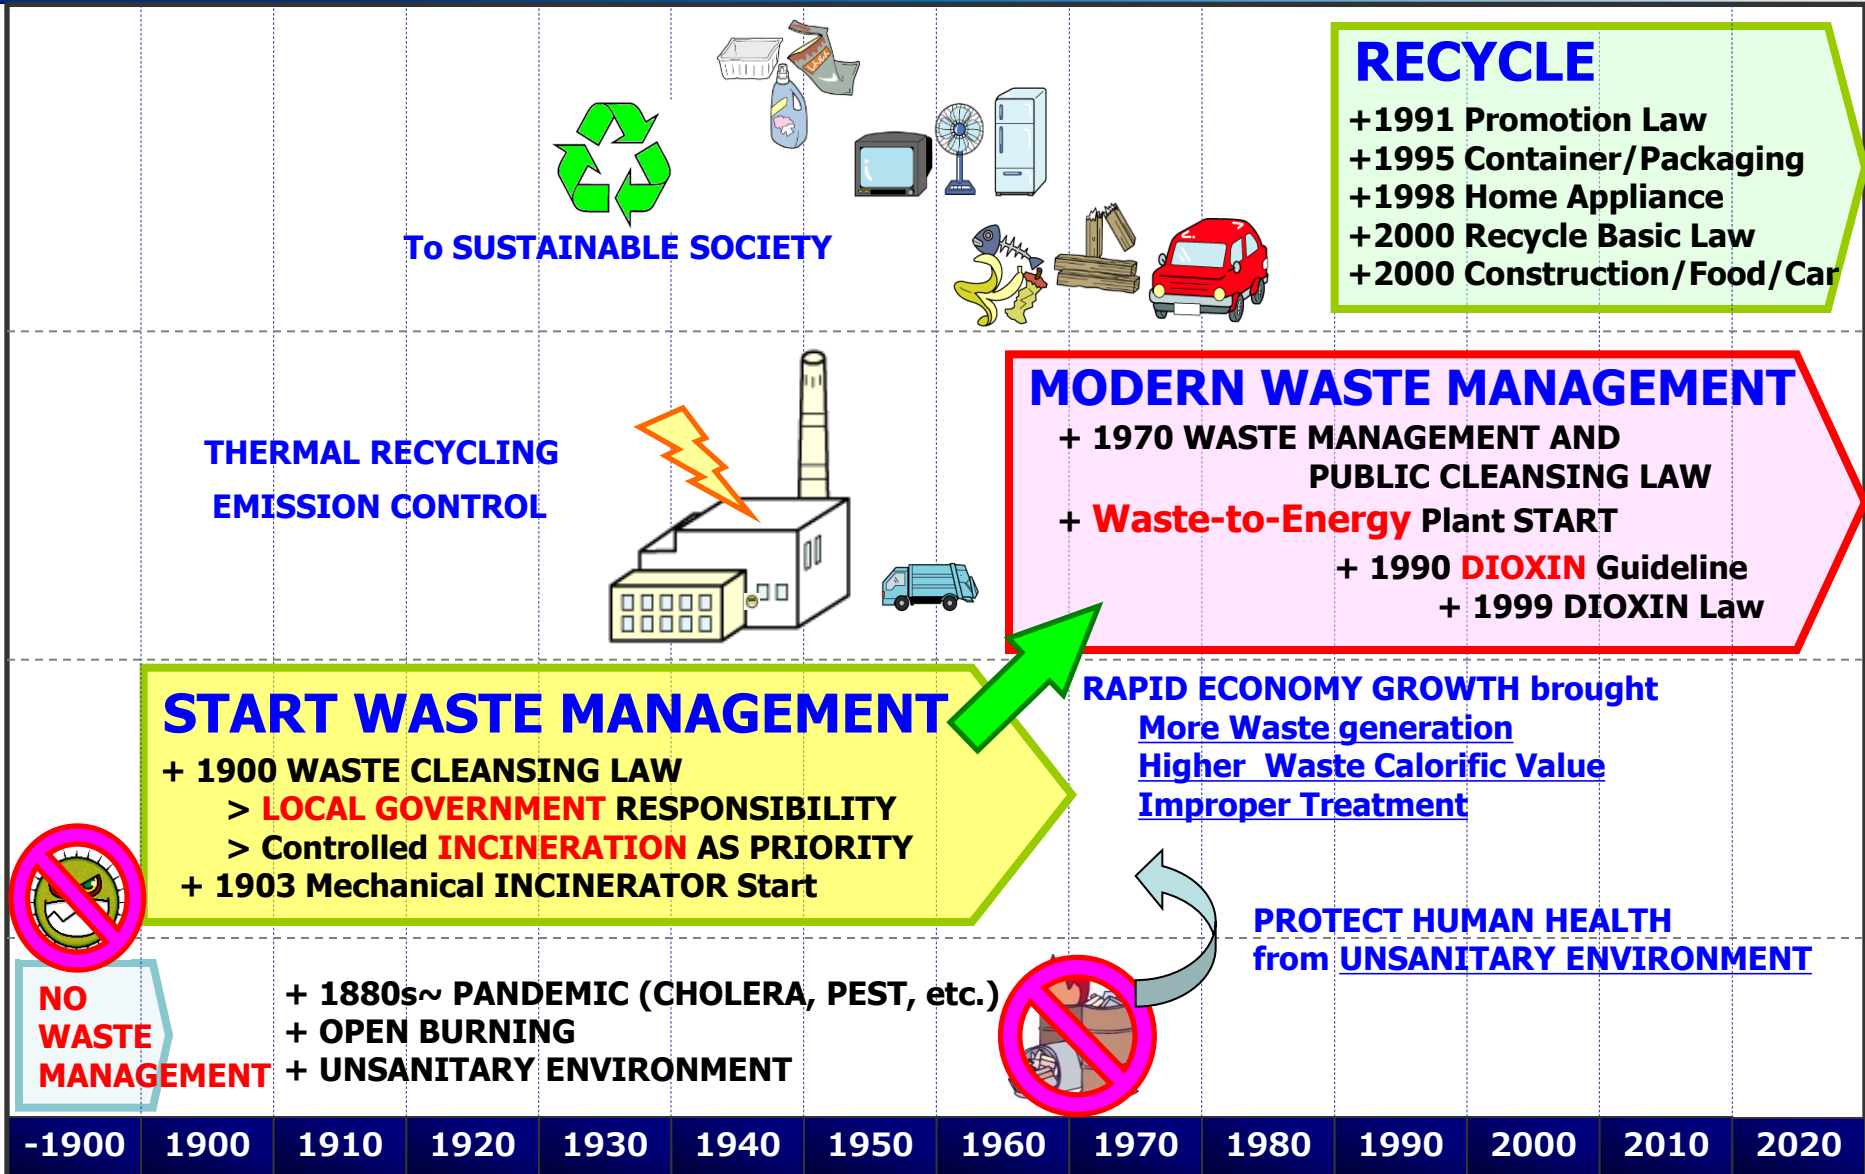 RECYCLE
+1991 Promotion Law
+1995 Container/Packaging
+1998 Home Appliance
+2000 Recycle Basic Law
+2000 Construction/Food/Car
To SUSTAINABLE SOCIETY
MODERN WASTE MANAGEMENT
+ 1970 WASTE MANAGEMENT AND
PUBLIC CLEANSING LAW
+ Waste-to-Energy Plant START
+ 1990 DIOXIN Guideline
+ 1999 DIOXIN Law
THERMAL RECYCLING
EMISSION CONTROL
START WASTE MANAGEMENT
+ 1900 WASTE CLEANSING LAW
> LOCAL GOVERNMENT RESPONSIBILITY
> Controlled INCINERATION AS PRIORITY
+ 1903 Mechanical INCINERATOR Start
RAPID ECONOMY GROWTH brought
More Waste generation
Higher  Waste Calorific Value
Improper Treatment
PROTECT HUMAN HEALTH
from UNSANITARY ENVIRONMENT
NO
WASTE
MANAGEMENT
+ 1880s~ PANDEMIC (CHOLERA, PEST, etc.)
+ OPEN BURNING
+ UNSANITARY ENVIRONMENT
-1900 1900 1910 1920 1930 1940 1950 1960 1970 1980 1990 2000 2010 2020